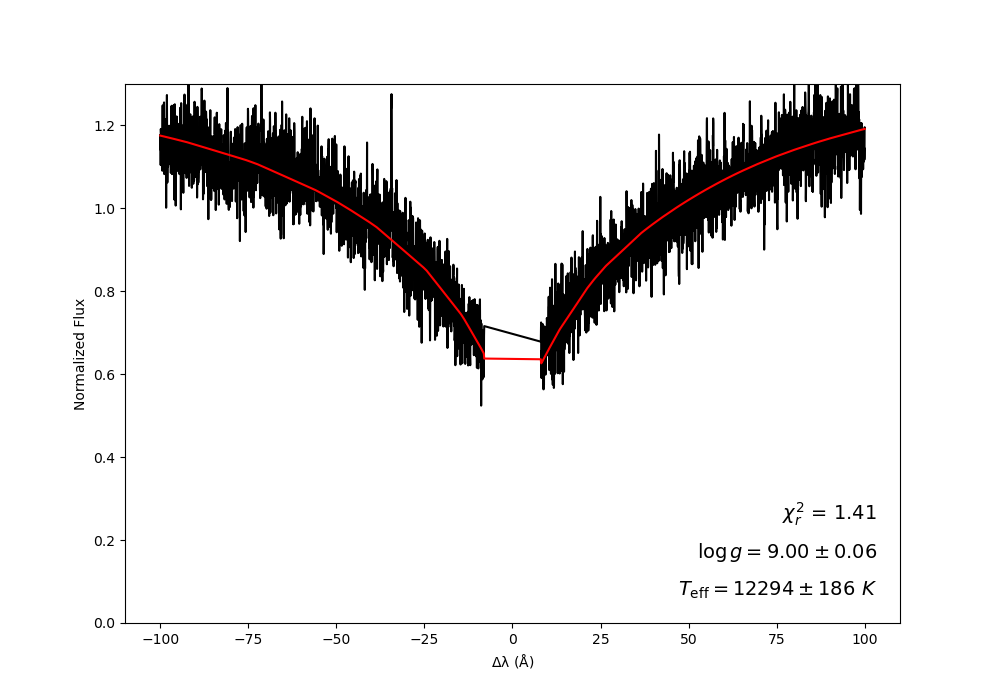 1.2
1.0
0.8
0.6
0.4
0.2
0.0
Normalized Flux
χ²ᵣ = 1.41
log g = 9.00 ± 0.06
T_eff = 12294 ± 186 K
−100 −75 −50 −25 0 25 50 75 100
Δλ (Å)